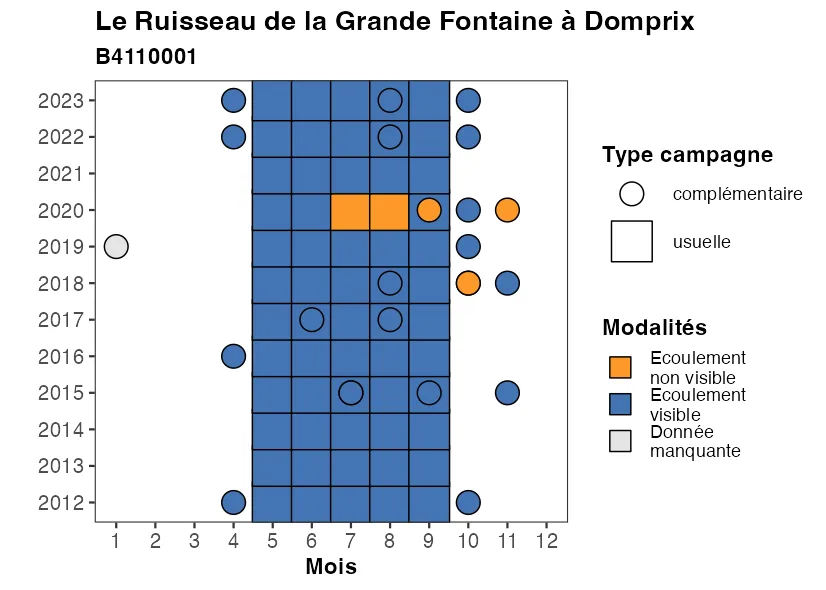 Le Ruisseau de la Grande Fontaine à Domprix
B4110001
2023
2022
2021
2020
2019
2018
2017
2016
2015
2014
2013
2012
1 2 3 4 5 6 7 8 9 10 11 12
Mois
Type campagne
complémentaire
usuelle
Modalités
Ecoulement
non visible
Ecoulement
visible
Donnée
manquante